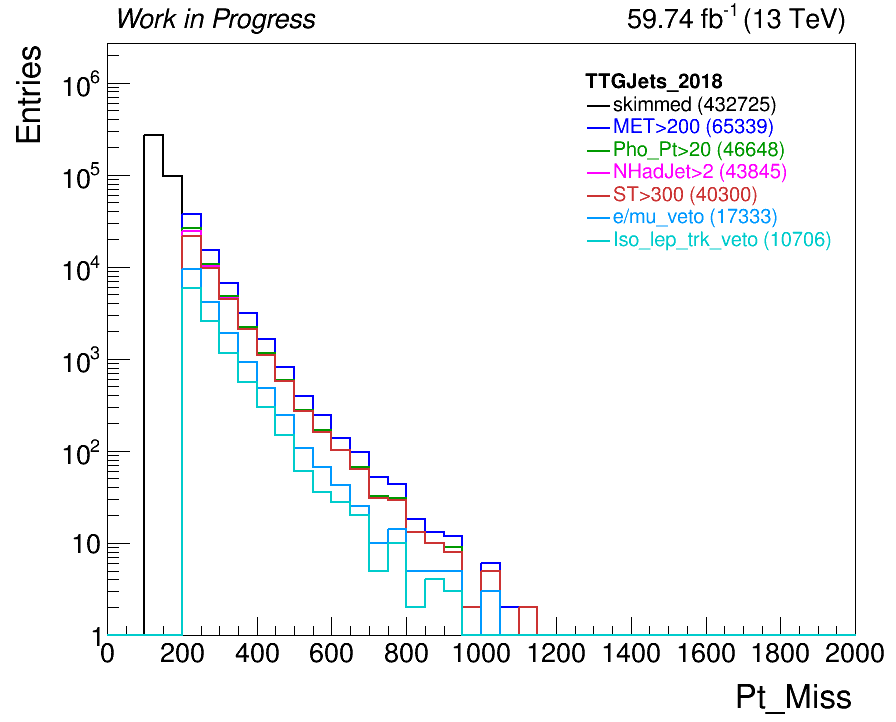 Work in Progress
59.74 fb-1 (13 TeV)
Entries
TTGJets_2018
skimmed (432725)
MET>200 (65339)
Pho_Pt>20 (46648)
NHadJet>2 (43845)
ST>300 (40300)
e/mu_veto (17333)
Iso_lep_trk_veto (10706)
10^6
10^5
10^4
10^3
10^2
10
1
0 200 400 600 800 1000 1200 1400 1600 1800 2000
Pt_Miss